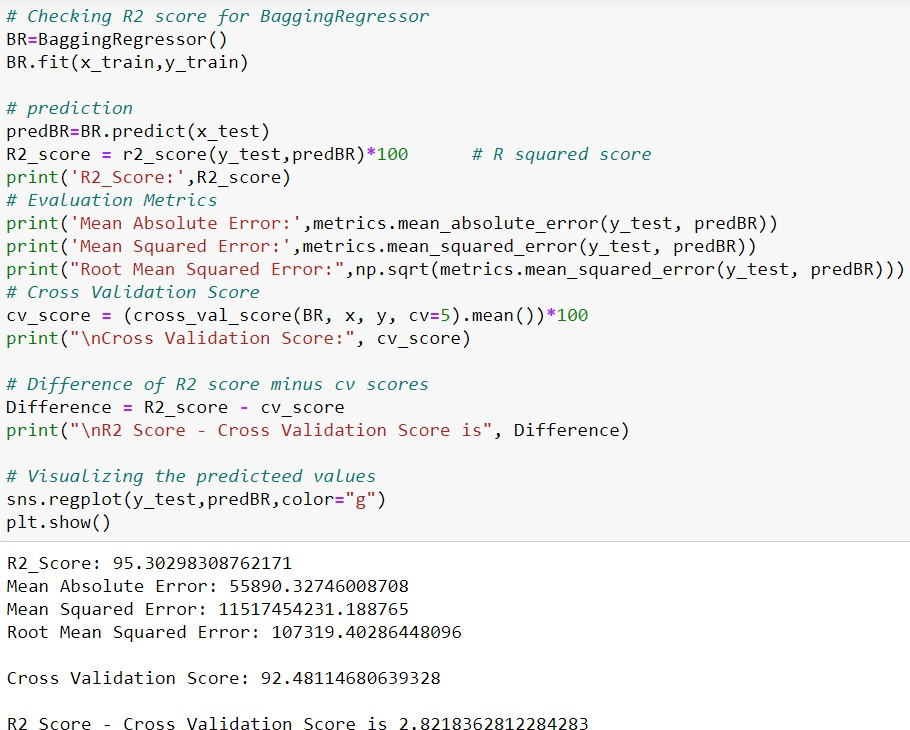 # Checking R2 score for BaggingRegressor
BR=BaggingRegressor()
BR.fit(x_train,y_train)
# prediction
predBR=BR.predict(x_test)
R2_score = r2_score(y_test,predBR)*100      # R squared score
print('R2_Score:',R2_score)
# Evaluation Metrics
print('Mean Absolute Error:',metrics.mean_absolute_error(y_test, predBR))
print('Mean Squared Error:',metrics.mean_squared_error(y_test, predBR))
print("Root Mean Squared Error:",np.sqrt(metrics.mean_squared_error(y_test, predBR)))
# Cross Validation Score
cv_score = (cross_val_score(BR, x, y, cv=5).mean())*100
print("\nCross Validation Score:", cv_score)
# Difference of R2 score minus cv scores
Difference = R2_score - cv_score
print("\nR2 Score - Cross Validation Score is", Difference)
# Visualizing the predicteed values
sns.regplot(y_test,predBR,color="g")
plt.show()
R2_Score: 95.30298308762171
Mean Absolute Error: 55890.32746008708
Mean Squared Error: 11517454231.188765
Root Mean Squared Error: 107319.40286448096
Cross Validation Score: 92.48114680639328
R2 Score - Cross Validation Score is 2.8218362812284283